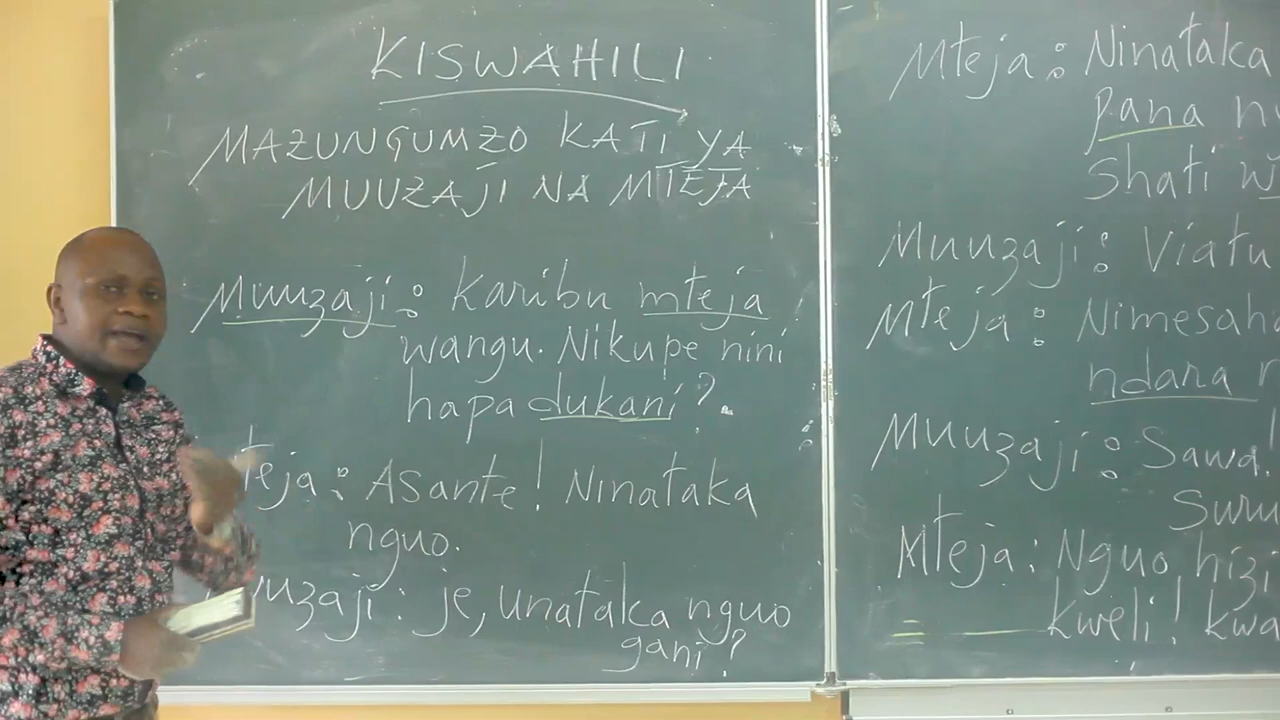 KISWAHILI
MAZUNGUMZO KATI YA
MUUZAJI NA MTEJA
Muuzaji: Karibu mteja
wangu. Nikupe nini
hapa dukani?.
teja: Asante! Ninataka
nguo.
uzaji: je, unataka nguo
gani?
Mteja: Ninataka
pana
Shati
Muuzaji: Viatu
Mteja: Nimesaha
ndara
Muuzaji: Sawa!
Suru
Mteja: Nguo hizi
kweli! kwa